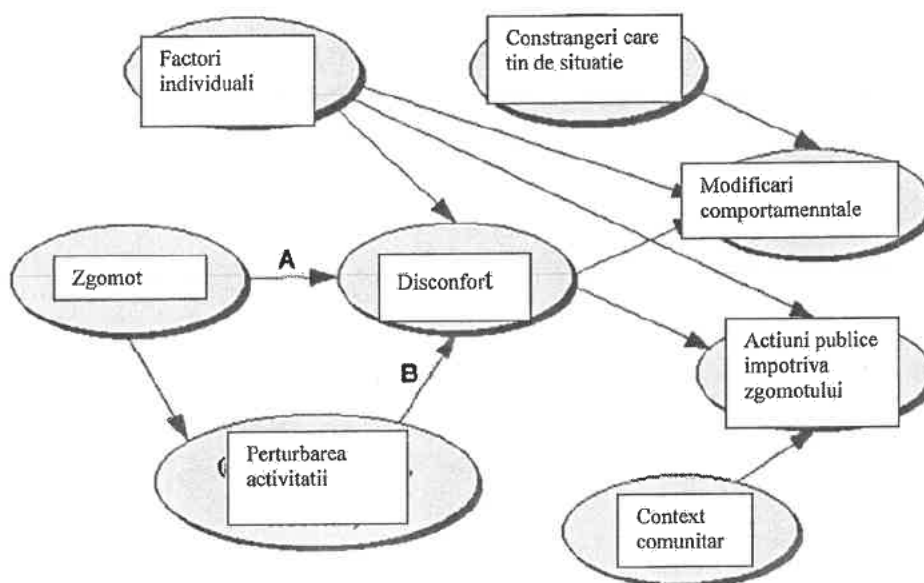 Factori
individuali
Constrangeri care
tin de situatie
Modificari
comportamenntale
Zgomot
A
Disconfort
B
Actiuni publice
impotriva
zgomotului
Perturbarea
activitatii
Context
comunitar